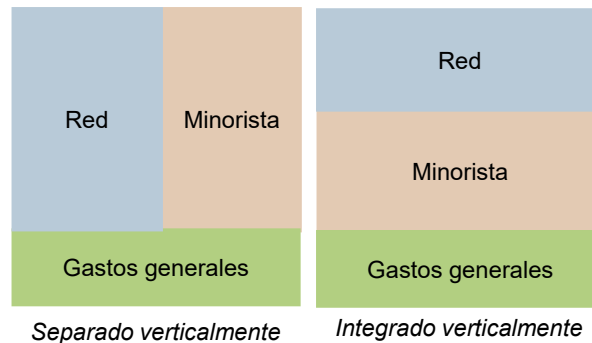 Red
Minorista
Gastos generales
Separado verticalmente
Red
Minorista
Gastos generales
Integrado verticalmente